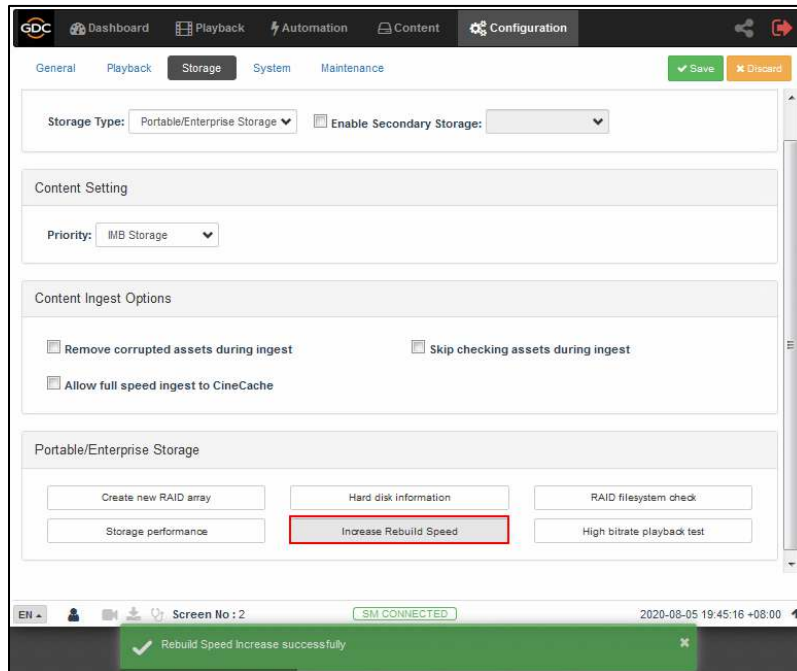 GDC Dashboard Playback Automation Content Configuration
General Playback Storage System Maintenance Save Discard
Storage Type: Portable/Enterprise Storage Enable Secondary Storage:
Content Setting
Priority: IMB Storage
Content Ingest Options
Remove corrupted assets during ingest Skip checking assets during ingest
Allow full speed ingest to CineCache
Portable/Enterprise Storage
Create new RAID array Hard disk information RAID filesystem check
Storage performance Increase Rebuild Speed High bitrate playback test
EN Screen No : 2 SM CONNECTED 2020-08-05 19:45:16 +08:00
Rebuild Speed Increase successfully